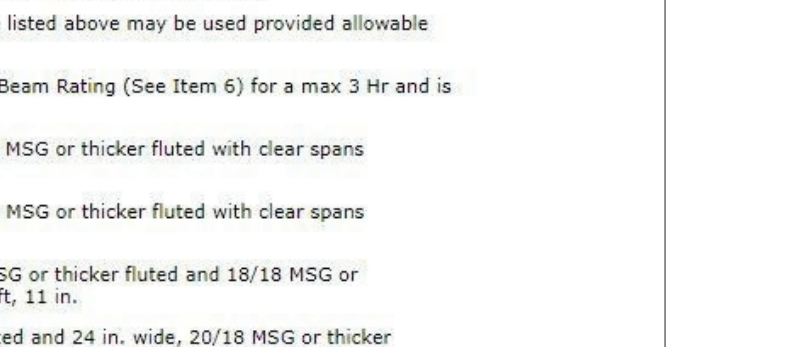 listed above may be used provided allowable
Beam Rating (See Item 6) for a max 3 Hr and is
MSG or thicker fluted with clear spans
MSG or thicker fluted with clear spans
SG or thicker fluted and 18/18 MSG or
ft, 11 in.
ted and 24 in. wide, 20/18 MSG or thicker